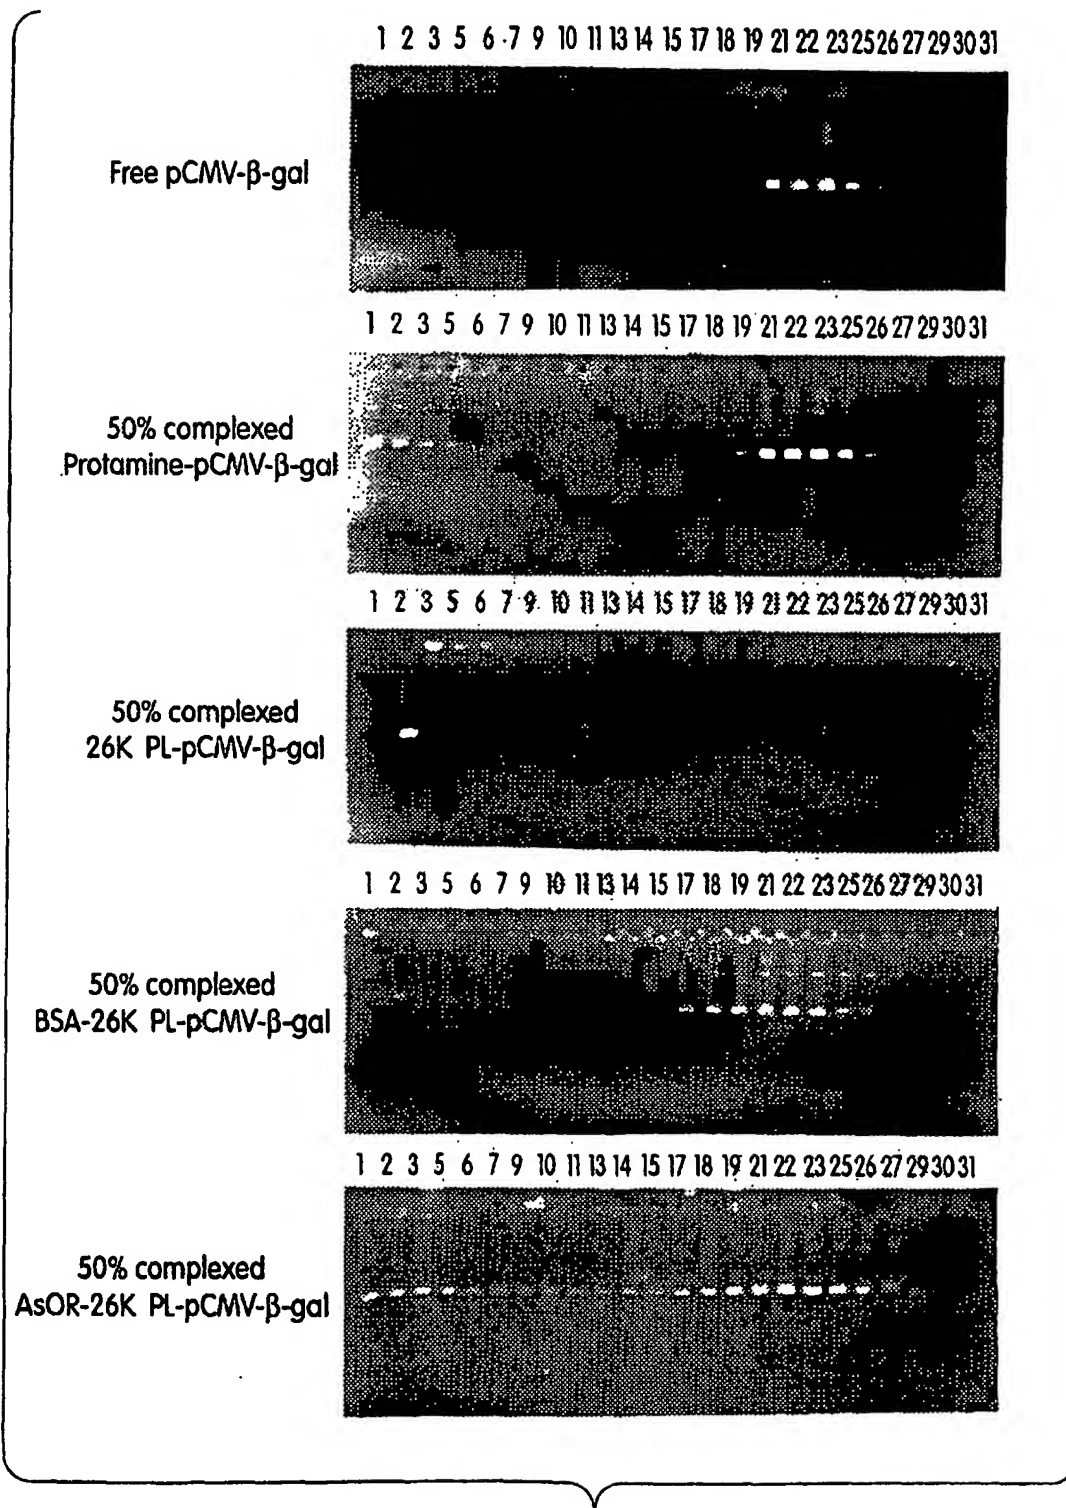 1 2 3 5 6 7 9 10 11 13 14 15 17 18 19 21 22 23 25 26 27 29 30 31
Free pCMV-β-gal
1 2 3 5 6 7 9 10 11 13 14 15 17 18 19 21 22 23 25 26 27 29 30 31
50% complexed
Protamine-pCMV-β-gal
1 2 3 5 6 7 9 10 11 13 14 15 17 18 19 21 22 23 25 26 27 29 30 31
50% complexed
26K PL-pCMV-β-gal
1 2 3 5 6 7 9 10 11 13 14 15 17 18 19 21 22 23 25 26 27 29 30 31
50% complexed
BSA-26K PL-pCMV-β-gal
1 2 3 5 6 7 9 10 11 13 14 15 17 18 19 21 22 23 25 26 27 29 30 31
50% complexed
AsOR-26K PL-pCMV-β-gal